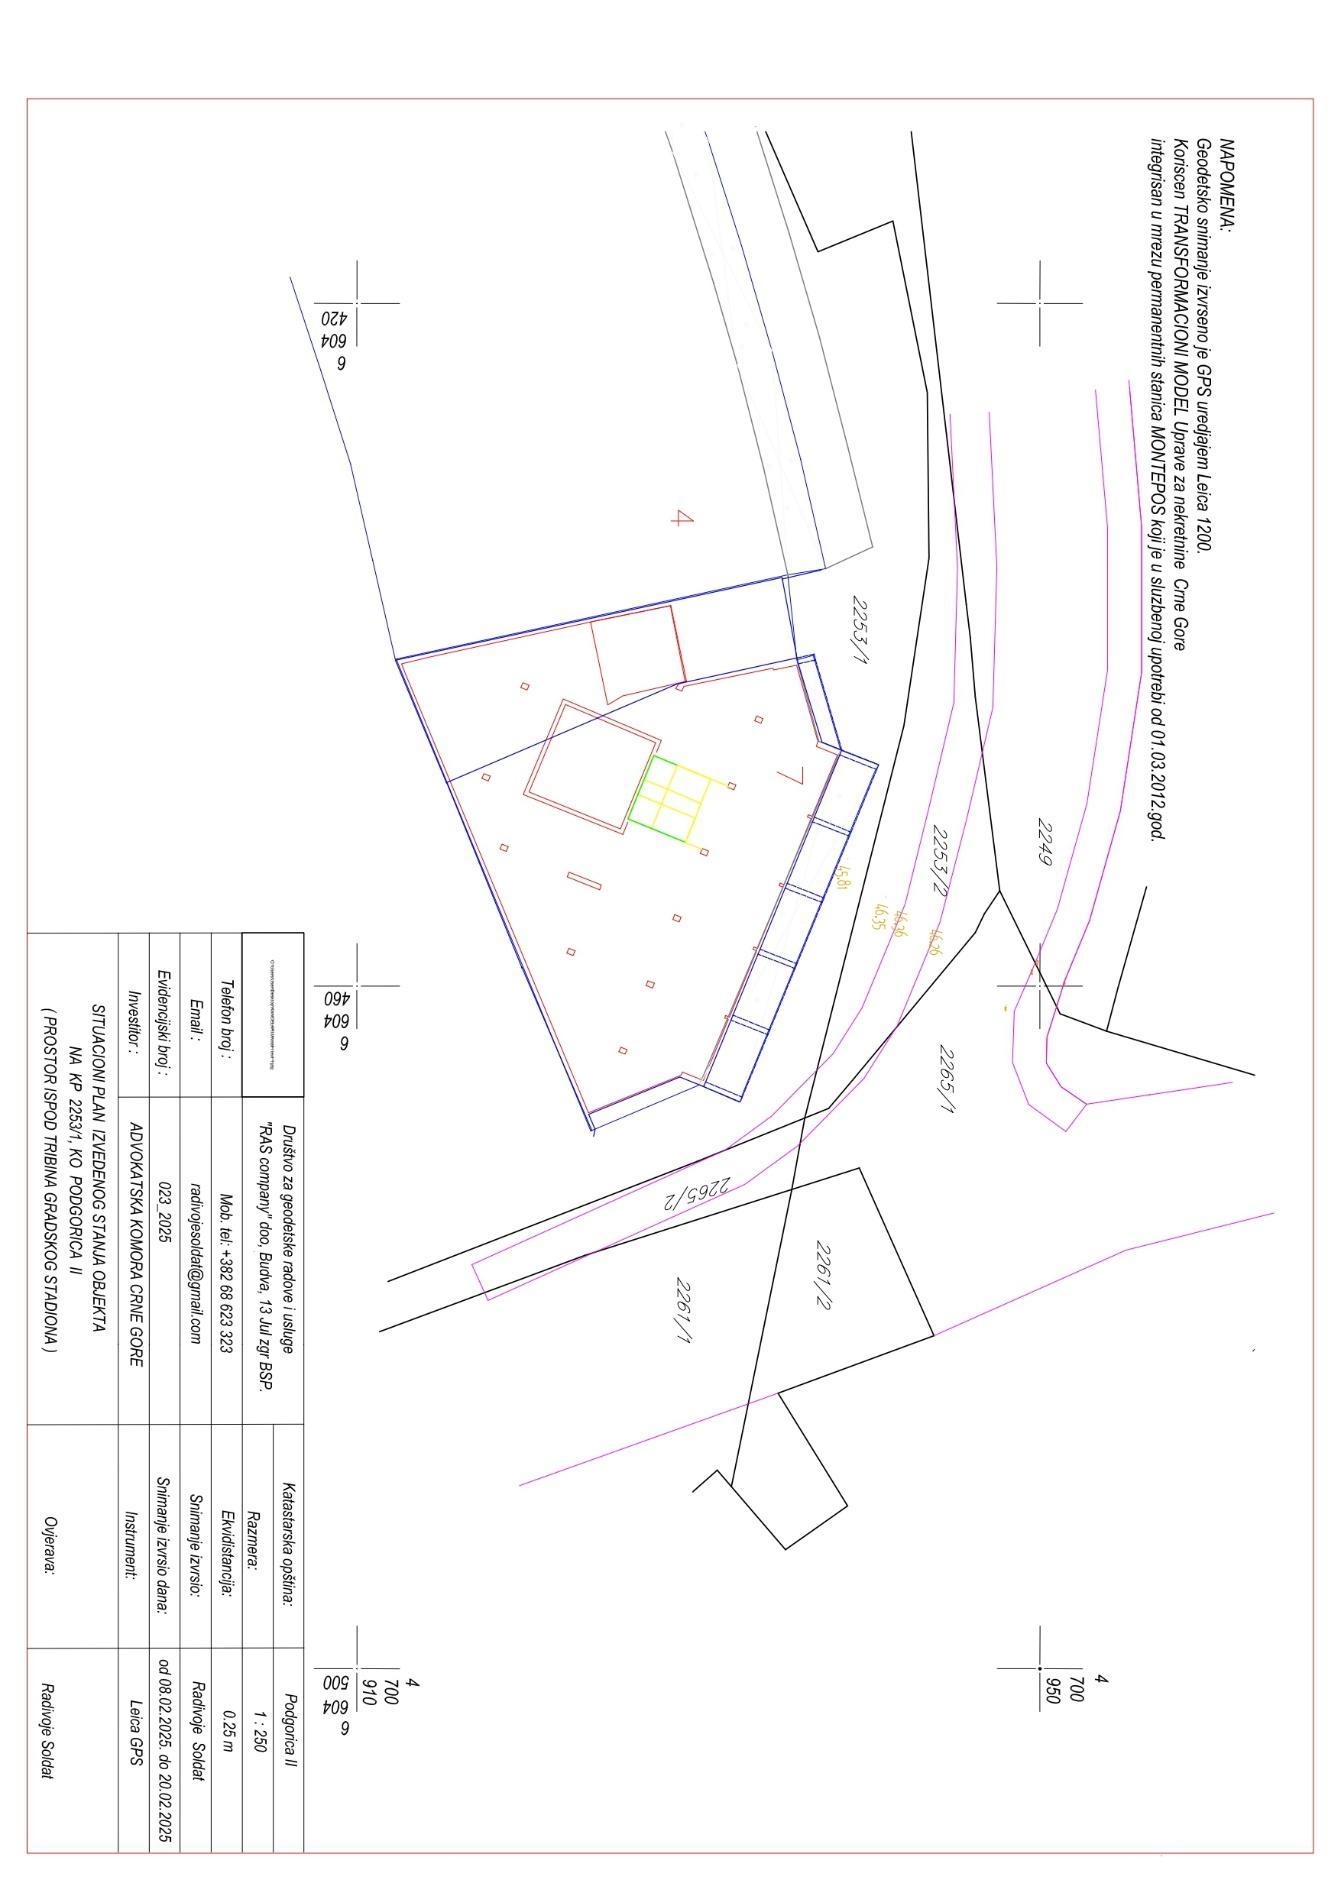 NAPOMENA:
Geodetsko snimanje izvrseno je GPS uredjajem Leica 1200.
Koriscen TRANSFORMACIONI MODEL Uprave za nekretnine Crne Gore
integrisan u mrezu permanentnih stanica MONTEPOS koji je u sluzbenoj upotrebi od 01.03.2012.god.
6 604 420
6 604 460
6 604 500
4 700 910
4 700 950
4
7
2253/1
2253/2
2249
2265/1
2265/2
2261/2
2261/1
45.81
46.35
46.36
46.26
Društvo za geodetske radove i usluge
"RAS company" doo, Budva, 13 Jul zgr BSP.
Telefon broj :
Mob. tel: +382 68 623 323
Email :
radivojesoldat@gmail.com
Evidencijski broj :
023_2025
Investitor :
ADVOKATSKA KOMORA CRNE GORE
SITUACIONI PLAN IZVEDENOG STANJA OBJEKTA
NA KP 2253/1, KO PODGORICA II
( PROSTOR ISPOD TRIBINA GRADSKOG STADIONA )
Katastarska opština:
Podgorica II
Razmera:
1 : 250
Ekvidistancija:
0.25 m
Snimanje izvrsio:
Radivoje Soldat
Snimanje izvrsio dana:
od 08.02.2025. do 20.02.2025
Instrument:
Leica GPS
Ovjerava:
Radivoje Soldat